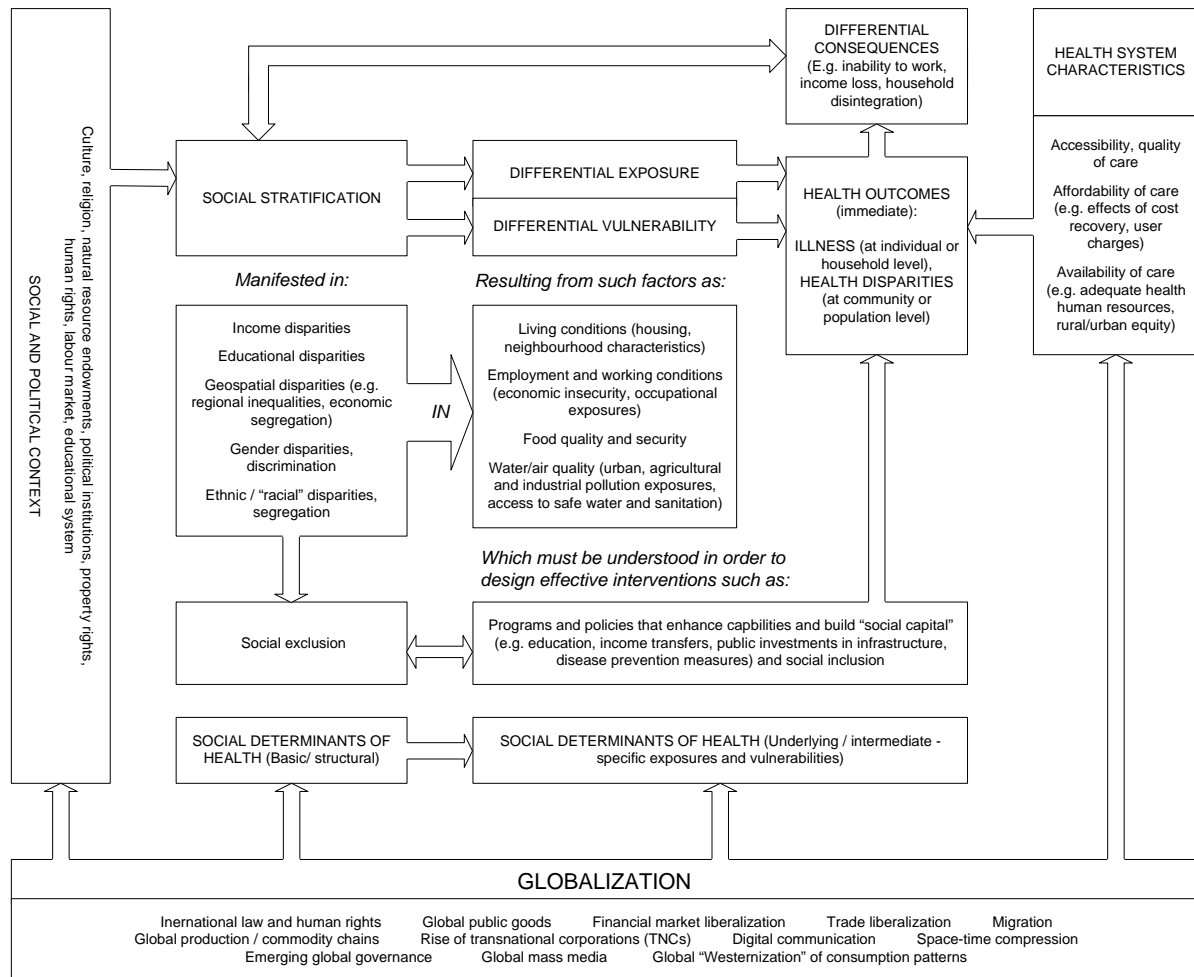 DIFFERENTIAL
CONSEQUENCES
(E.g. inability to work,
income loss, household
disintegration)
HEALTH SYSTEM
CHARACTERISTICS
SOCIAL AND POLITICAL CONTEXT
Culture, religion, natural resource endowments, political institutions, property rights,
human rights, labour market, educational system
SOCIAL STRATIFICATION
DIFFERENTIAL EXPOSURE
DIFFERENTIAL VULNERABILITY
HEALTH OUTCOMES
(immediate):
ILLNESS (at individual or
household level),
HEALTH DISPARITIES
(at community or
population level)
Accessibility, quality
of care
Affordability of care
(e.g. effects of cost
recovery, user
charges)
Availability of care
(e.g. adequate health
human resources,
rural/urban equity)
Manifested in:
Resulting from such factors as:
Income disparities
Educational disparities
Geospatial disparities (e.g.
regional inequalities, economic
segregation)
Gender disparities,
discrimination
Ethnic / "racial" disparities,
segregation
IN
Living conditions (housing,
neighbourhood characteristics)
Employment and working conditions
(economic insecurity, occupational
exposures)
Food quality and security
Water/air quality (urban, agricultural
and industrial pollution exposures,
access to safe water and sanitation)
Which must be understood in order to
design effective interventions such as:
Social exclusion
Programs and policies that enhance capbilities and build "social capital"
(e.g. education, income transfers, public investments in infrastructure,
disease prevention measures) and social inclusion
SOCIAL DETERMINANTS OF
HEALTH (Basic/ structural)
SOCIAL DETERMINANTS OF HEALTH (Underlying / intermediate -
specific exposures and vulnerabilities)
GLOBALIZATION
Inernational law and human rights Global public goods Financial market liberalization Trade liberalization Migration
Global production / commodity chains Rise of transnational corporations (TNCs) Digital communication Space-time compression
Emerging global governance Global mass media Global "Westernization" of consumption patterns